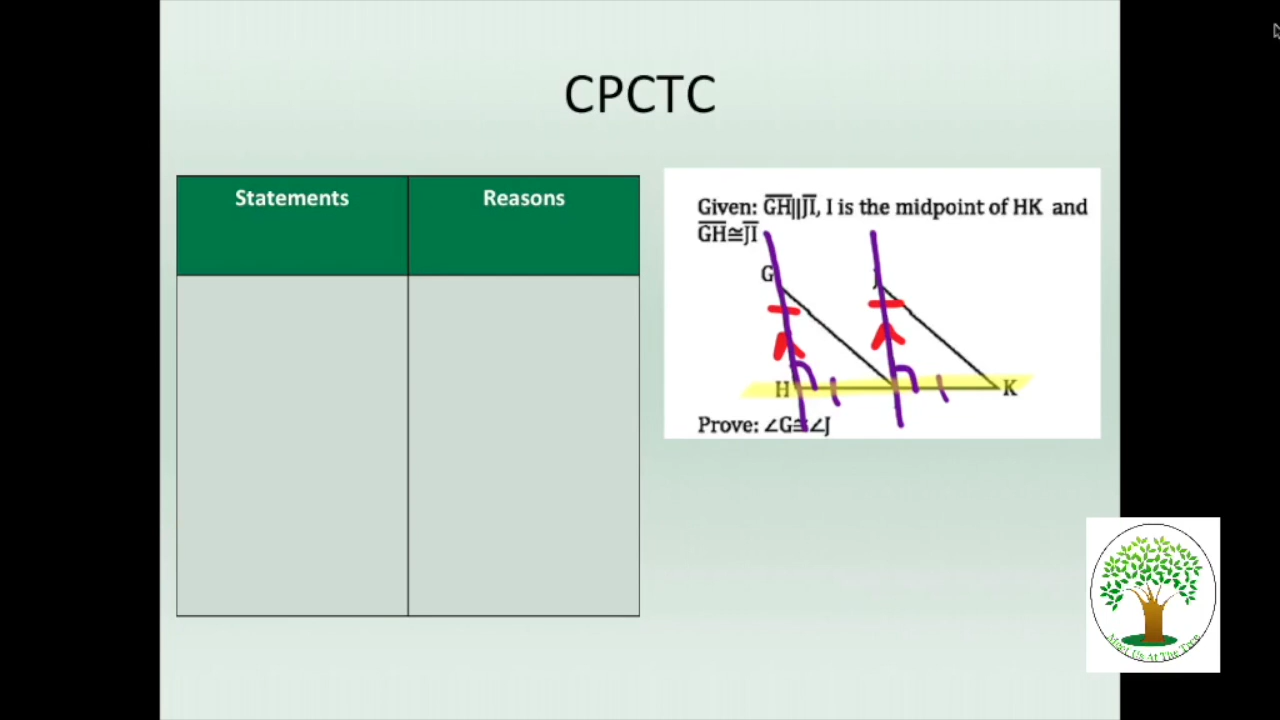 CPCTC
Statements
Reasons
Given: GH||JI, I is the midpoint of HK and
GH≅JI
G
J
H
K
Prove: ∠G≅∠J
Meet Us At The Tree